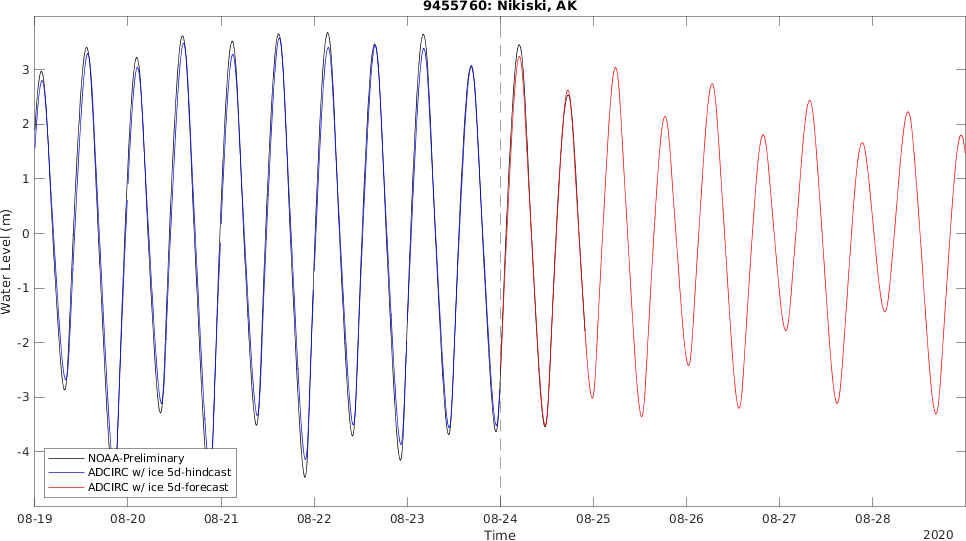 9455760: Nikiski, AK
3
2
1
0
-1
-2
-3
-4
Water Level (m)
NOAA-Preliminary
ADCIRC w/ ice 5d-hindcast
ADCIRC w/ ice 5d-forecast
08-19 08-20 08-21 08-22 08-23 08-24 08-25 08-26 08-27 08-28
Time
2020